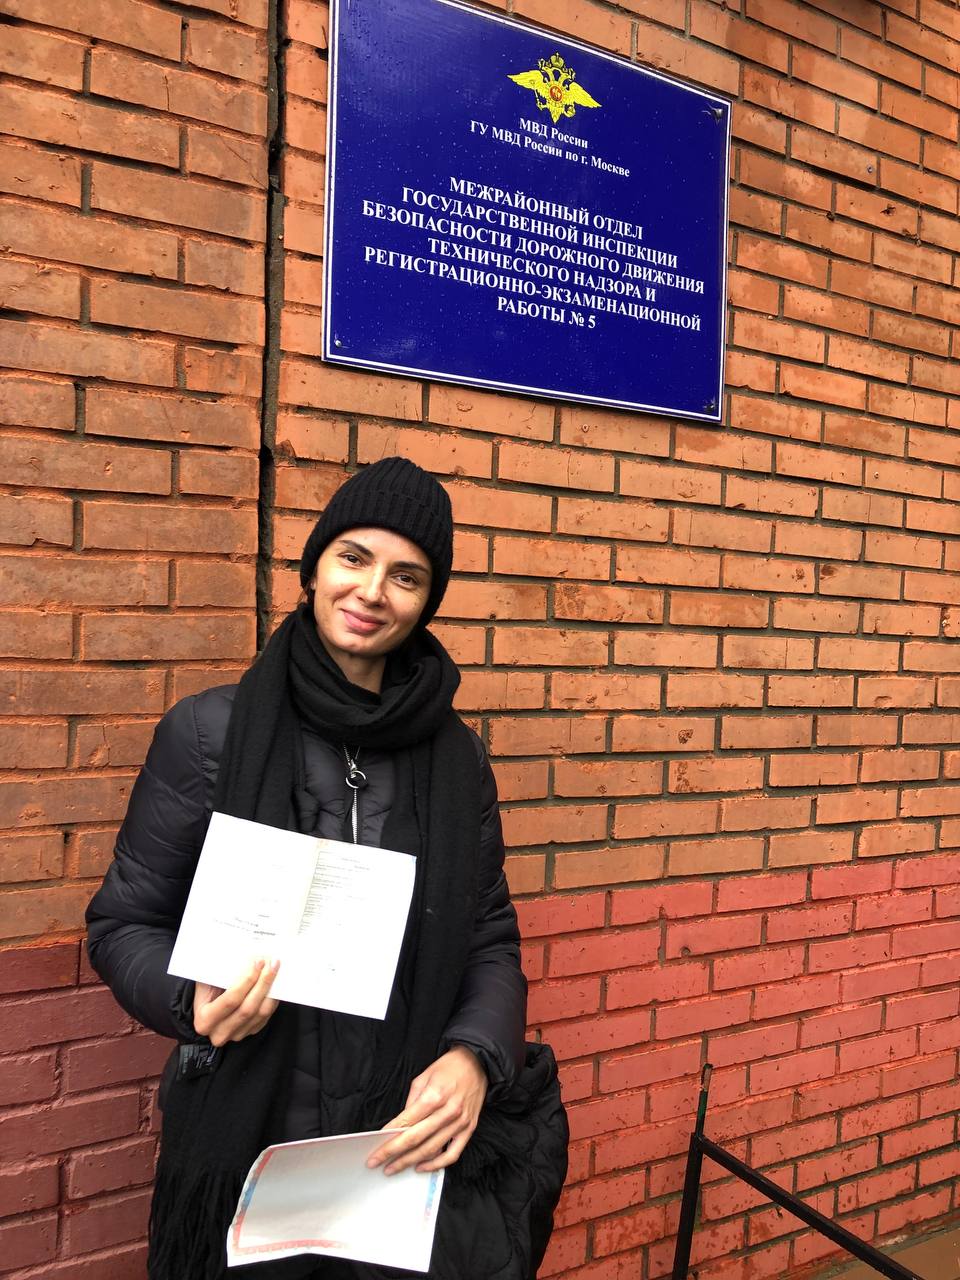 МВД России
ГУ МВД России по г. Москве
МЕЖРАЙОННЫЙ ОТДЕЛ
ГОСУДАРСТВЕННОЙ ИНСПЕКЦИИ
БЕЗОПАСНОСТИ ДОРОЖНОГО ДВИЖЕНИЯ
ТЕХНИЧЕСКОГО НАДЗОРА И
РЕГИСТРАЦИОННО-ЭКЗАМЕНАЦИОННОЙ
РАБОТЫ № 5